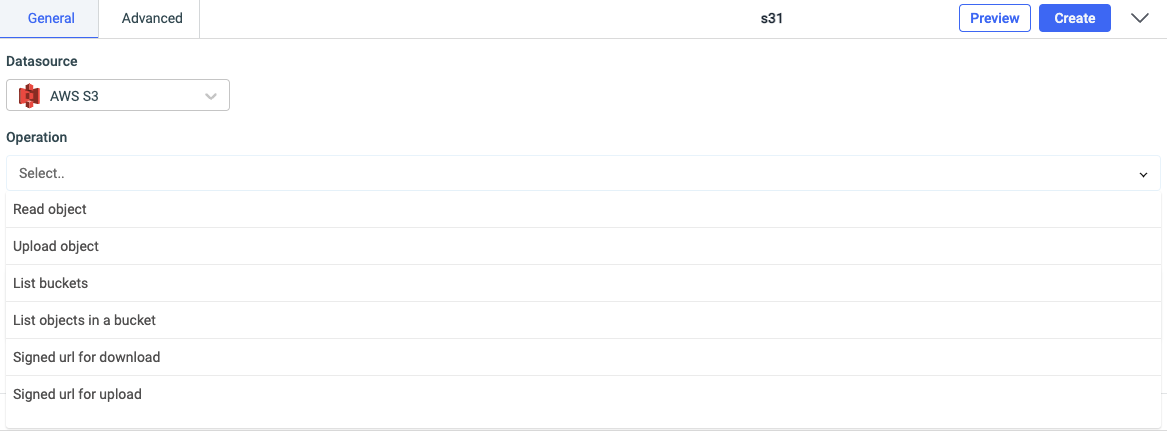 General Advanced s31 Preview Create
Datasource
AWS S3
Operation
Select..
Read object
Upload object
List buckets
List objects in a bucket
Signed url for download
Signed url for upload